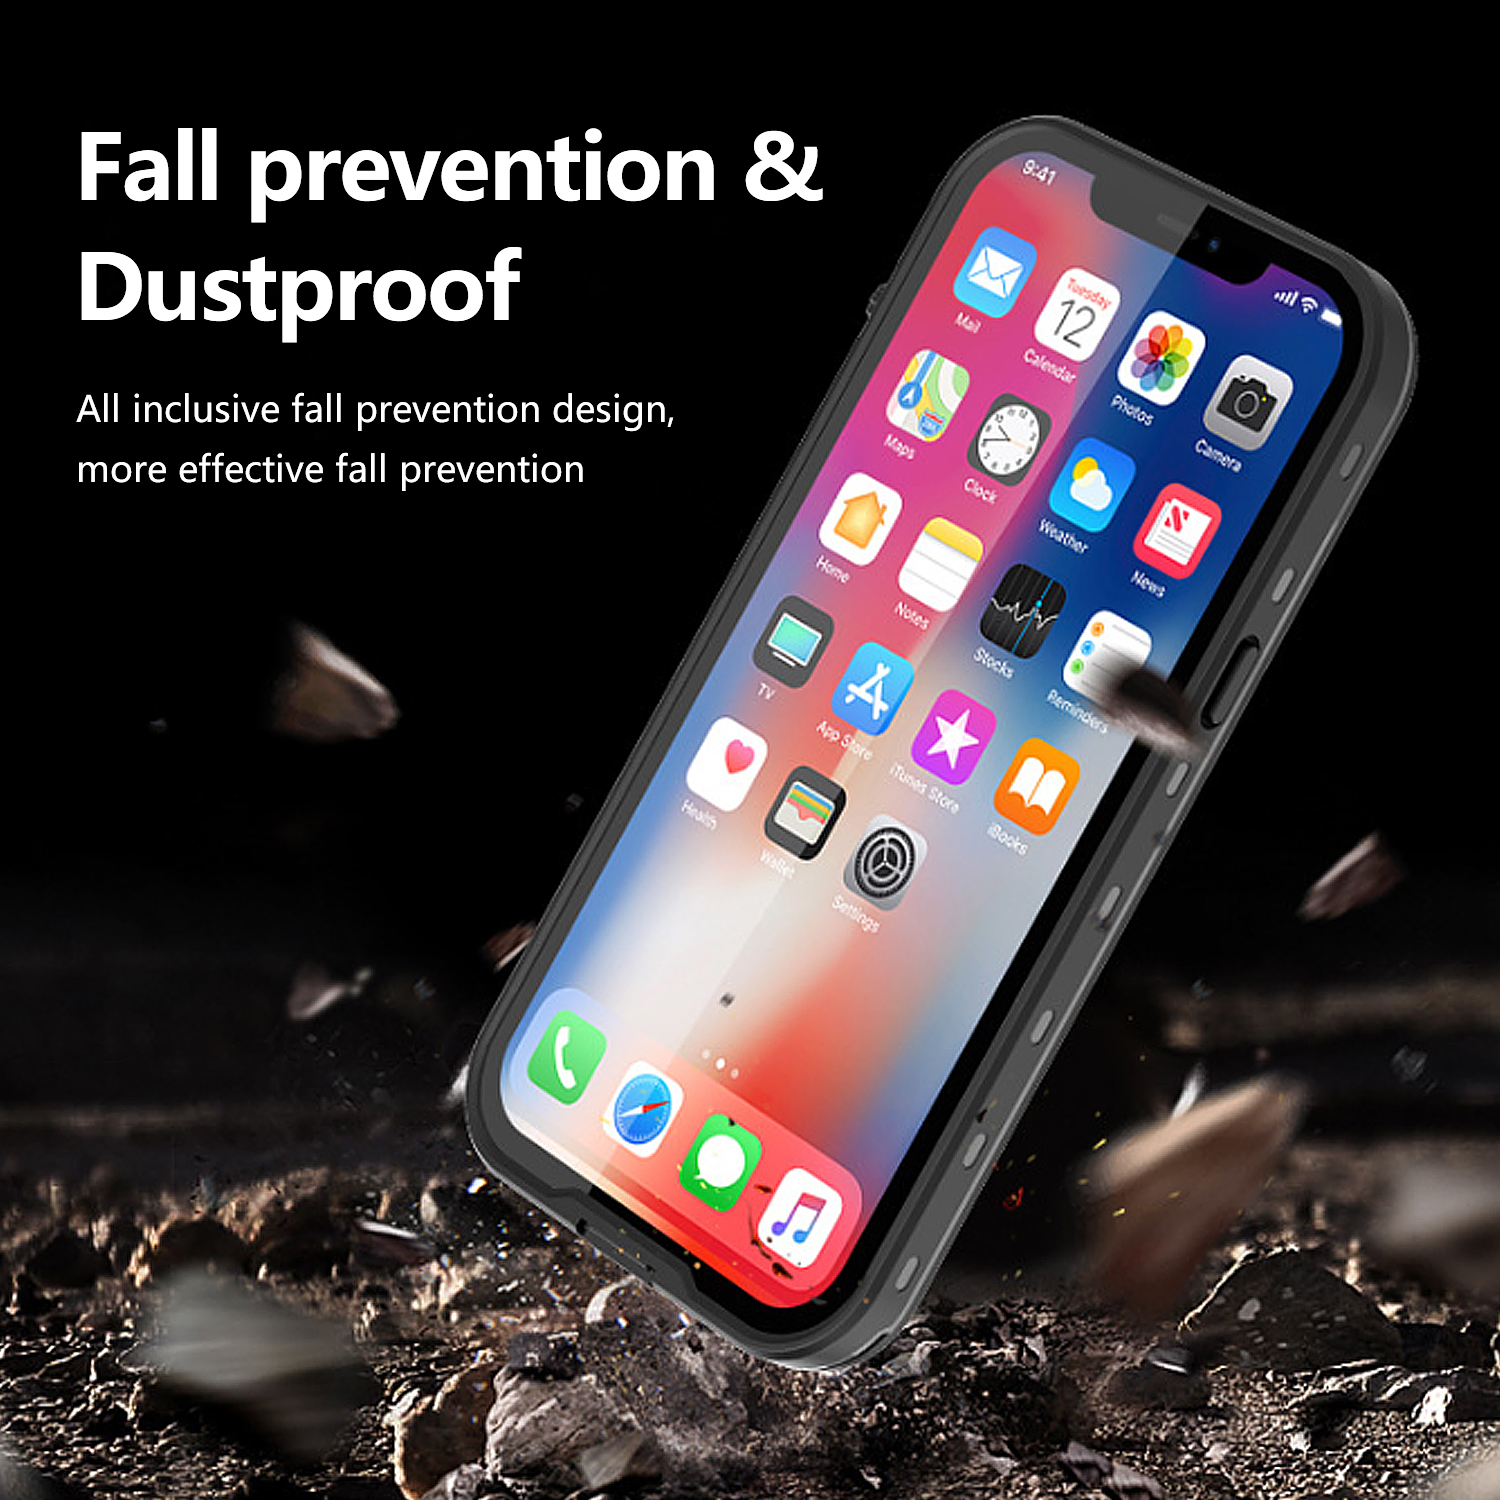 Fall prevention &
Dustproof
All inclusive fall prevention design,
more effective fall prevention
9:41
Mail
Tuesday
12
Calendar
Photos
Camera
Maps
Clock
Weather
News
Home
Notes
Stocks
Reminders
TV
App Store
iTunes Store
iBooks
Health
Wallet
Settings